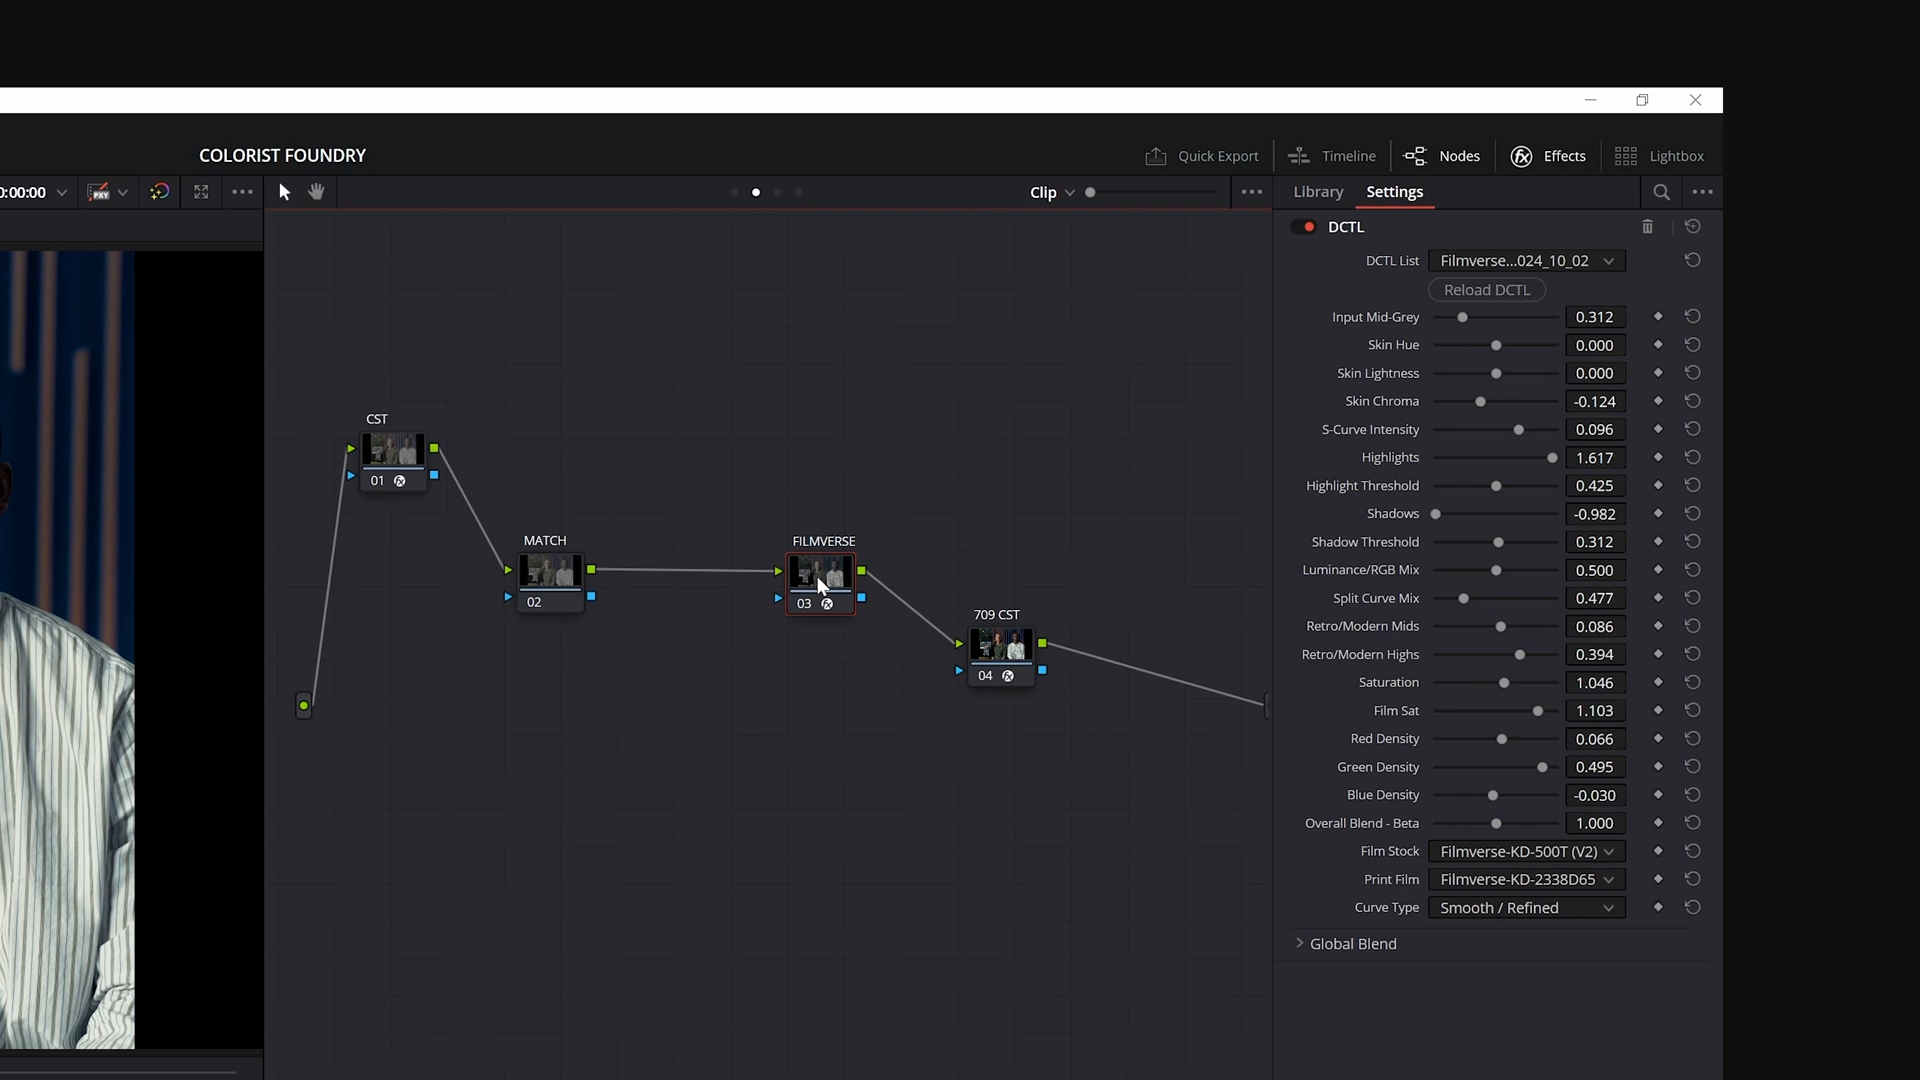 COLORIST FOUNDRY
Quick Export
Timeline
Nodes
Effects
Lightbox
0:00:00
PXY
Clip
Library
Settings
DCTL
DCTL List Filmverse...024_10_02
Reload DCTL
Input Mid-Grey 0.312
Skin Hue 0.000
Skin Lightness 0.000
Skin Chroma -0.124
S-Curve Intensity 0.096
Highlights 1.617
Highlight Threshold 0.425
Shadows -0.982
Shadow Threshold 0.312
Luminance/RGB Mix 0.500
Split Curve Mix 0.477
Retro/Modern Mids 0.086
Retro/Modern Highs 0.394
Saturation 1.046
Film Sat 1.103
Red Density 0.066
Green Density 0.495
Blue Density -0.030
Overall Blend - Beta 1.000
Film Stock Filmverse-KD-500T (V2)
Print Film Filmverse-KD-2338D65
Curve Type Smooth / Refined
Global Blend
CST
01 fx
MATCH
02
FILMVERSE
03 fx
709 CST
04 fx